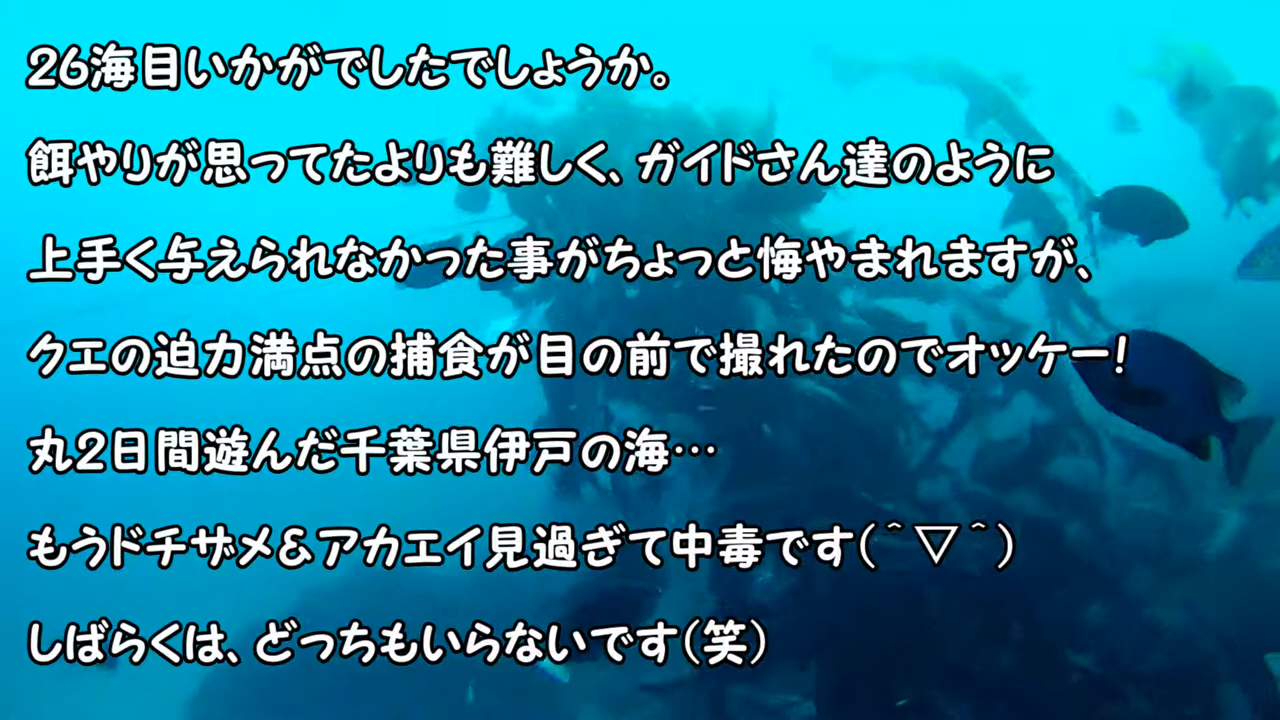 26海目いかがでしたでしょうか。
餌やりが思ってたよりも難しく、ガイドさん達のように
上手く与えられなかった事がちょっと悔やまれますが、
クエの迫力満点の捕食が目の前で撮れたのでオッケー!
丸2日間遊んだ千葉県伊戸の海…
もうドチザメ&アカエイ見過ぎて中毒です(＾▽＾)
しばらくは、どっちもいらないです(笑)